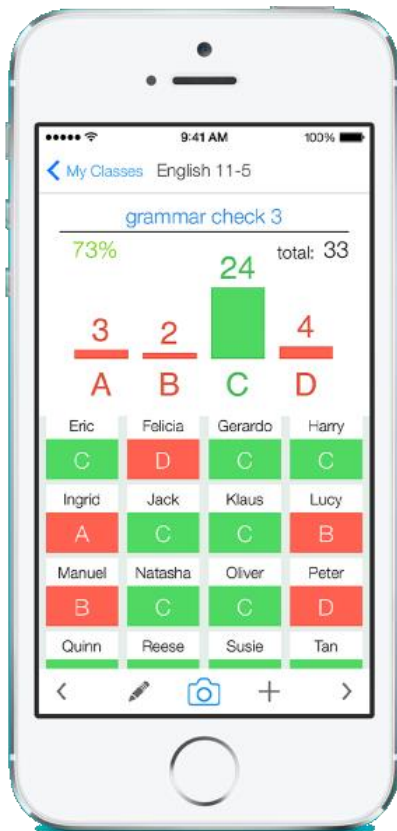 9:41 AM 100%
My Classes English 11-5
grammar check 3
73% total: 33
24
3 2 4
A B C D
Eric Felicia Gerardo Harry
C D C C
Ingrid Jack Klaus Lucy
A C C B
Manuel Natasha Oliver Peter
B C C D
Quinn Reese Susie Tan